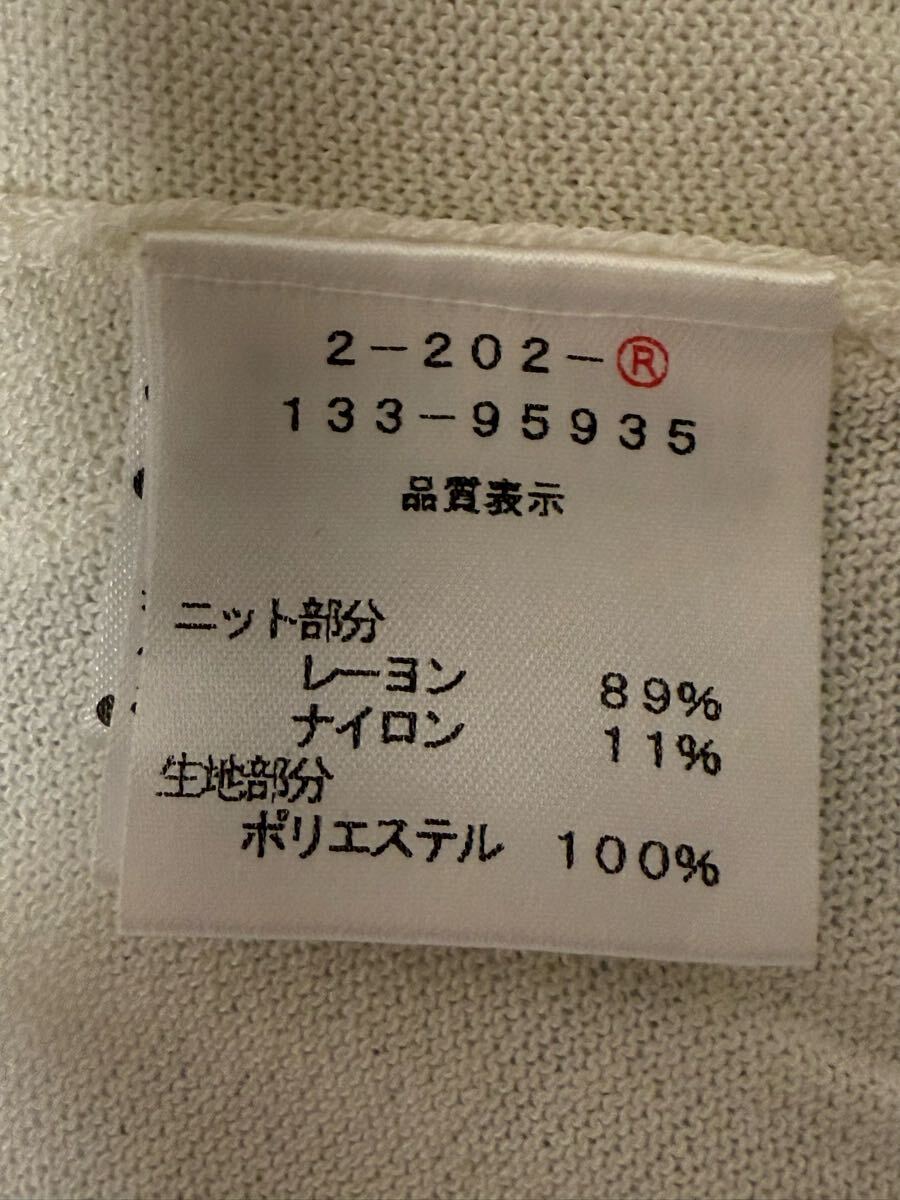 2-202-Ⓡ
133-95935
品質表示
ニット部分
レーヨン 89%
ナイロン 11%
生地部分
ポリエステル 100%